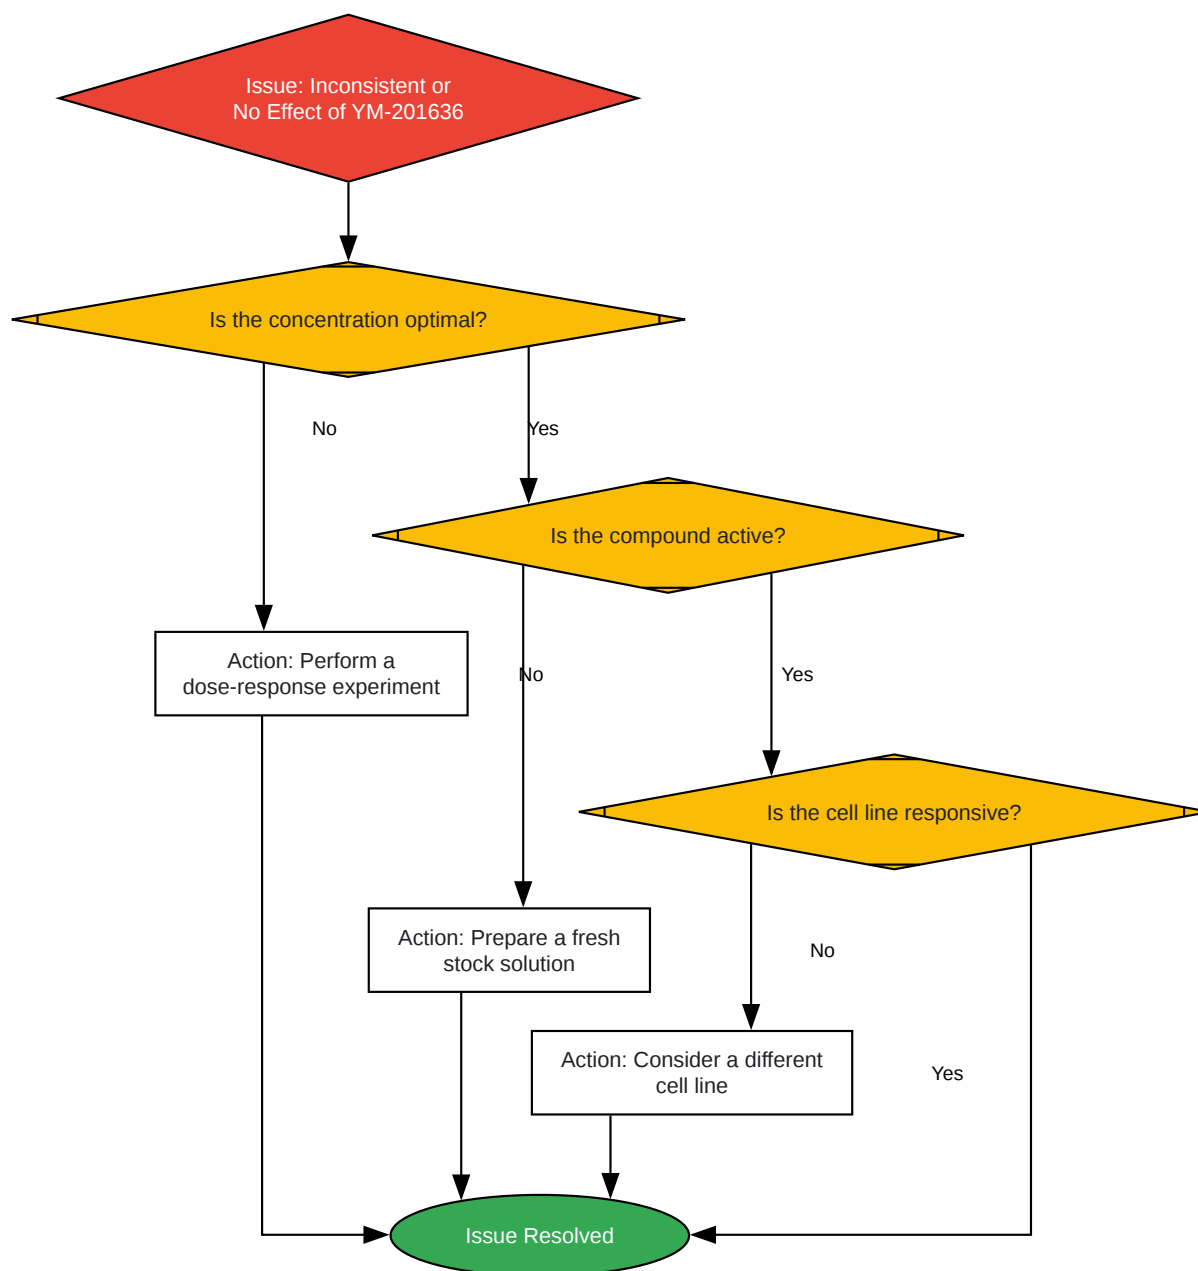 Issue: Inconsistent or
No Effect of YM-201636
Is the concentration optimal?
No
Yes
Is the compound active?
Action: Perform a
dose-response experiment
No
Yes
Is the cell line responsive?
Action: Prepare a fresh
stock solution
No
Action: Consider a different
cell line
Yes
Issue Resolved